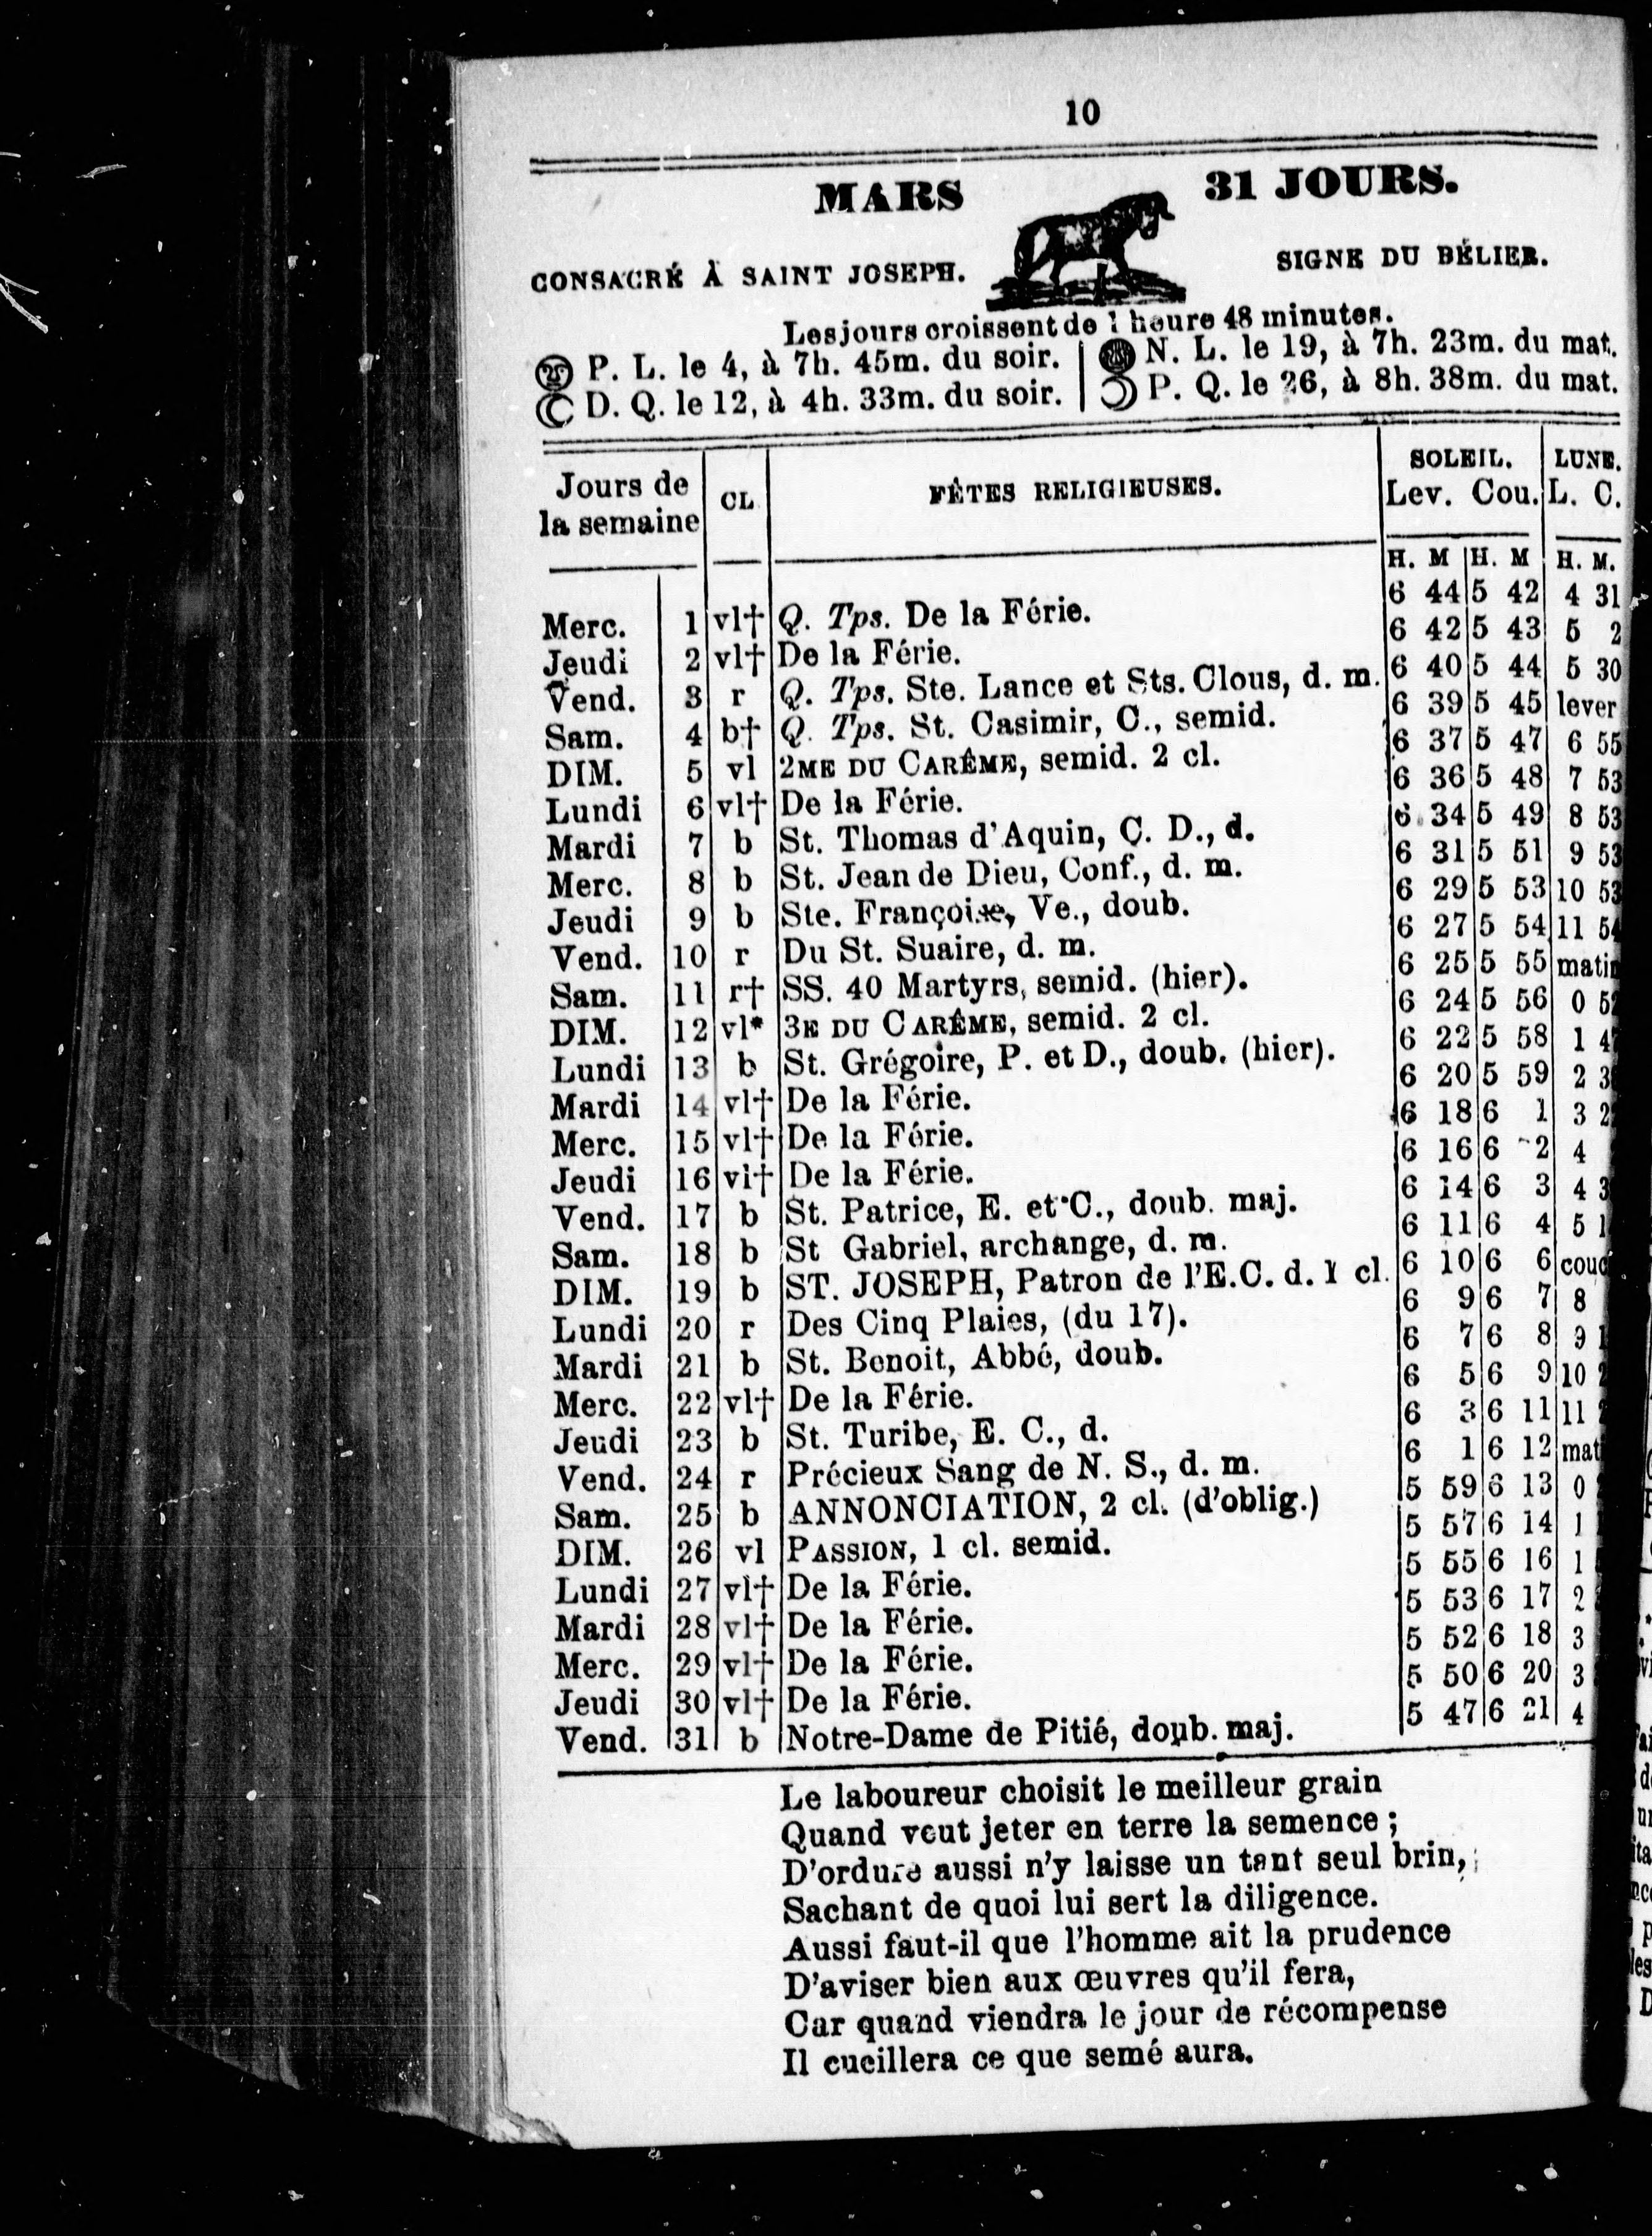 10
MARS 31 JOURS.
CONSACRÉ À SAINT JOSEPH. SIGNE DU BÉLIER.
Les jours croissent de 1 heure 48 minutes.
P. L. le 4, à 7h. 45m. du soir. N. L. le 19, à 7h. 23m. du mat.
D. Q. le 12, à 4h. 33m. du soir. P. Q. le 26, à 8h. 38m. du mat.
Jours de la semaine CL FÊTES RELIGIEUSES. SOLEIL. Lev. Cou. LUNE. L. C.
H. M H. M H. M.
Merc. 1 vl† Q. Tps. De la Férie. 6 44 5 42 4 31
Jeudi 2 vl† De la Férie. 6 42 5 43 5 2
Vend. 3 r Q. Tps. Ste. Lance et Sts. Clous, d. m. 6 40 5 44 5 30
Sam. 4 b† Q. Tps. St. Casimir, C., semid. 6 39 5 45 lever
DIM. 5 vl 2ME DU CARÊME, semid. 2 cl. 6 37 5 47 6 55
Lundi 6 vl† De la Férie. 6 36 5 48 7 53
Mardi 7 b St. Thomas d'Aquin, C. D., d. 6 34 5 49 8 53
Merc. 8 b St. Jean de Dieu, Conf., d. m. 6 31 5 51 9 53
Jeudi 9 b Ste. Françoise, Ve., doub. 6 29 5 53 10 53
Vend. 10 r Du St. Suaire, d. m. 6 27 5 54 11 54
Sam. 11 r† SS. 40 Martyrs, semid. (hier). 6 25 5 55 matin
DIM. 12 vl* 3E DU CARÊME, semid. 2 cl. 6 24 5 56 0 52
Lundi 13 b St. Grégoire, P. et D., doub. (hier). 6 22 5 58 1 47
Mardi 14 vl† De la Férie. 6 20 5 59 2 3
Merc. 15 vl† De la Férie. 6 18 6 1 3 2
Jeudi 16 vl† De la Férie. 6 16 6 2 4
Vend. 17 b St. Patrice, E. et C., doub. maj. 6 14 6 3 4 3
Sam. 18 b St Gabriel, archange, d. m. 6 11 6 4 5 1
DIM. 19 b ST. JOSEPH, Patron de l'E.C. d. 1 cl. 6 10 6 6 couc
Lundi 20 r Des Cinq Plaies, (du 17). 6 9 6 7 8
Mardi 21 b St. Benoit, Abbé, doub. 6 7 6 8 9 1
Merc. 22 vl† De la Férie. 6 5 6 9 10 2
Jeudi 23 b St. Turibe, E. C., d. 6 3 6 11 11 2
Vend. 24 r Précieux Sang de N. S., d. m. 6 1 6 12 mat
Sam. 25 b ANNONCIATION, 2 cl. (d'oblig.) 5 59 6 13 0
DIM. 26 vl PASSION, 1 cl. semid. 5 57 6 14 1
Lundi 27 vl† De la Férie. 5 55 6 16 1
Mardi 28 vl† De la Férie. 5 53 6 17 2
Merc. 29 vl† De la Férie. 5 52 6 18 3
Jeudi 30 vl† De la Férie. 5 50 6 20 3
Vend. 31 b Notre-Dame de Pitié, doub. maj. 5 47 6 21 4
Le laboureur choisit le meilleur grain
Quand veut jeter en terre la semence ;
D'ordure aussi n'y laisse un tant seul brin,
Sachant de quoi lui sert la diligence.
Aussi faut-il que l'homme ait la prudence
D'aviser bien aux œuvres qu'il fera,
Car quand viendra le jour de récompense
Il cueillera ce que semé aura.